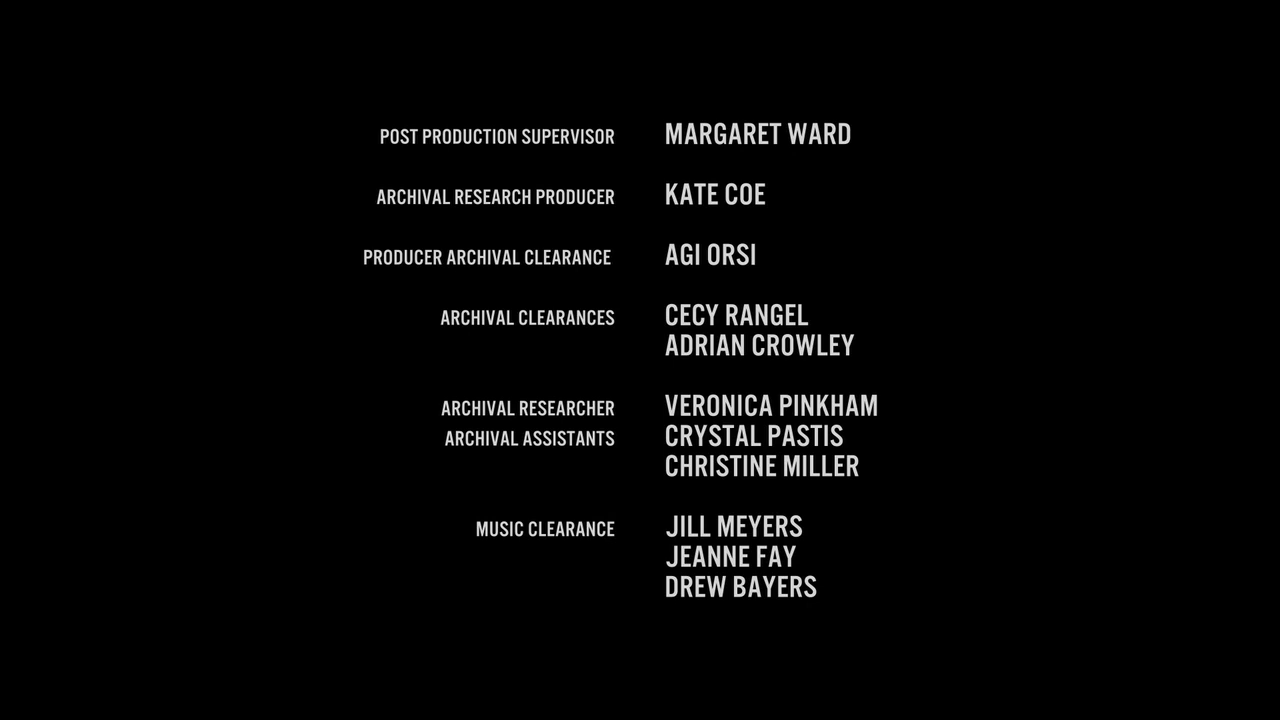 POST PRODUCTION SUPERVISOR MARGARET WARD
ARCHIVAL RESEARCH PRODUCER KATE COE
PRODUCER ARCHIVAL CLEARANCE AGI ORSI
ARCHIVAL CLEARANCES CECY RANGEL
ADRIAN CROWLEY
ARCHIVAL RESEARCHER VERONICA PINKHAM
ARCHIVAL ASSISTANTS CRYSTAL PASTIS
CHRISTINE MILLER
MUSIC CLEARANCE JILL MEYERS
JEANNE FAY
DREW BAYERS